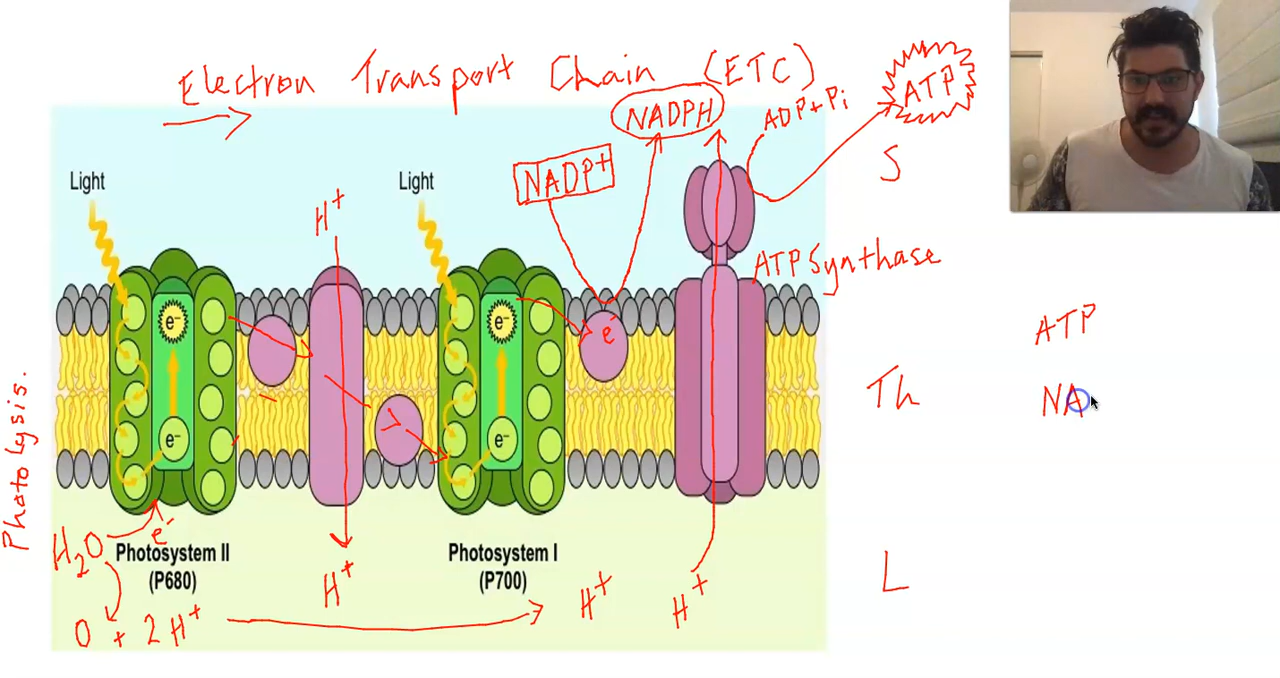 Electron Transport Chain (ETC)
ATP
NADPH
ADP+Pi
NADP+
S
Light
Light
H+
ATP Synthase
e-
e-
e
ATP
Th
NA
e-
e-
Photolysis.
H2O
e-
Photosystem II
(P680)
Photosystem I
(P700)
H+
H+
H+
L
O + 2H+